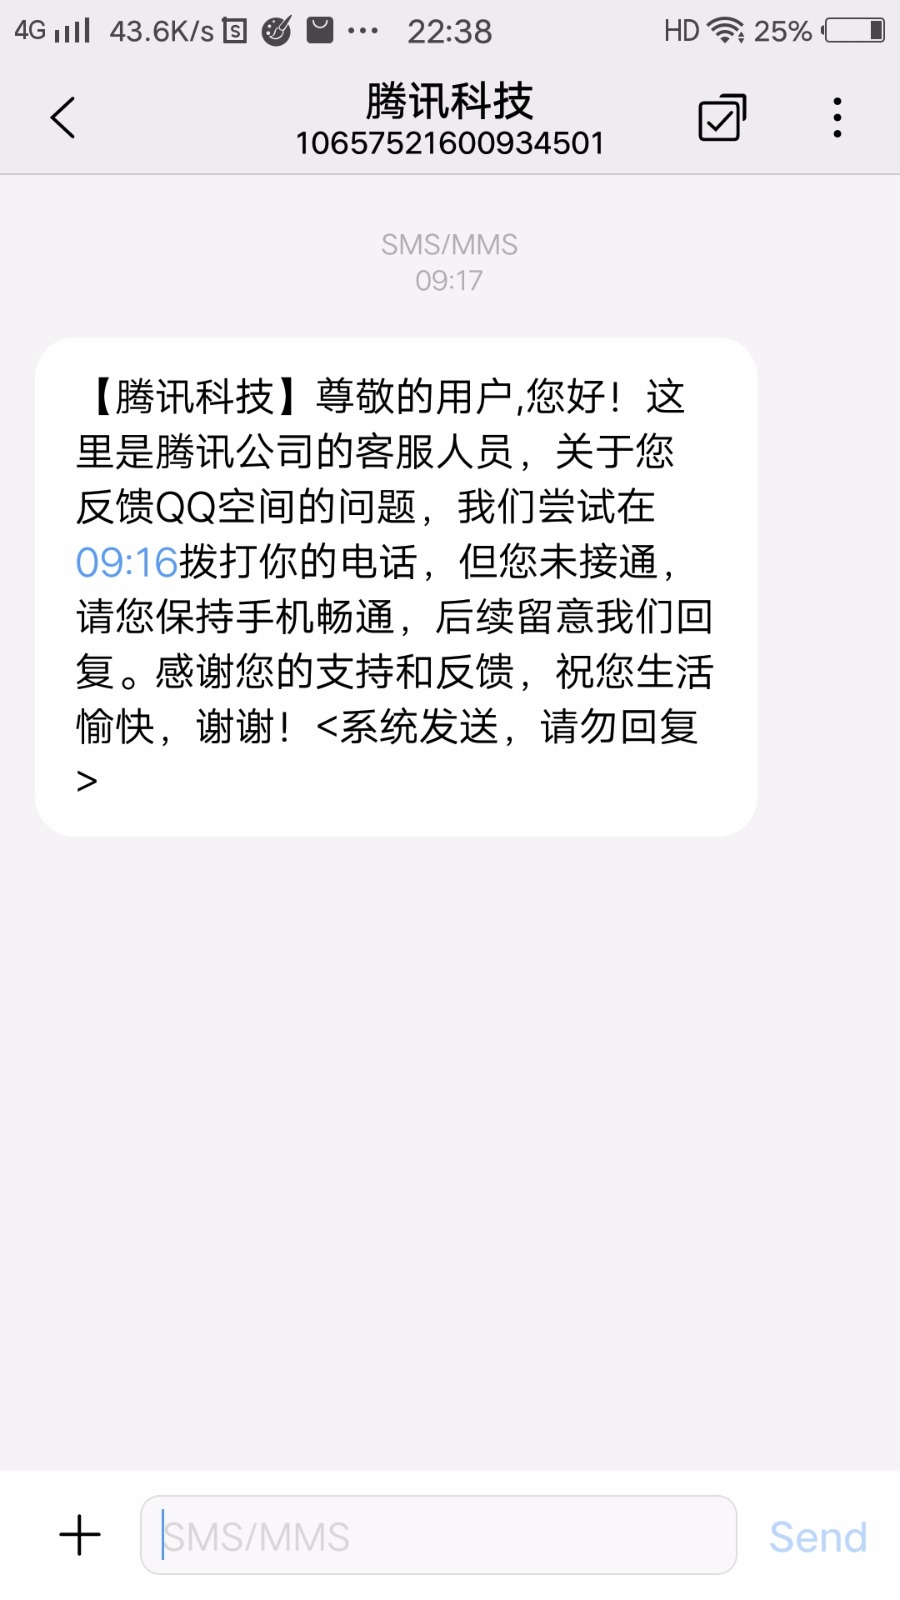 4G 43.6K/s 22:38 HD 25%
腾讯科技
10657521600934501
SMS/MMS
09:17
【腾讯科技】尊敬的用户,您好！这
里是腾讯公司的客服人员，关于您
反馈QQ空间的问题，我们尝试在
09:16拨打你的电话，但您未接通，
请您保持手机畅通，后续留意我们回
复。感谢您的支持和反馈，祝您生活
愉快，谢谢！<系统发送，请勿回复
>
SMS/MMS
Send